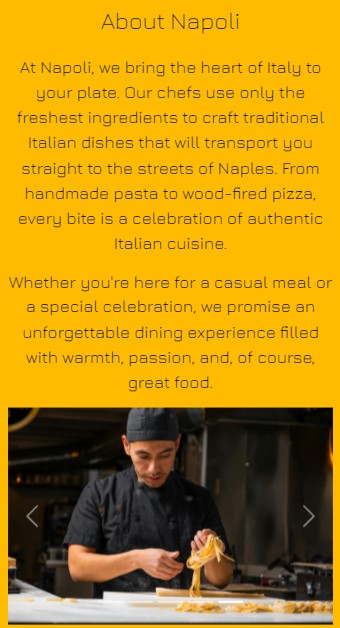 About Napoli
At Napoli, we bring the heart of Italy to
your plate. Our chefs use only the
freshest ingredients to craft traditional
Italian dishes that will transport you
straight to the streets of Naples. From
handmade pasta to wood-fired pizza,
every bite is a celebration of authentic
Italian cuisine.
Whether you're here for a casual meal or
a special celebration, we promise an
unforgettable dining experience filled
with warmth, passion, and, of course,
great food.